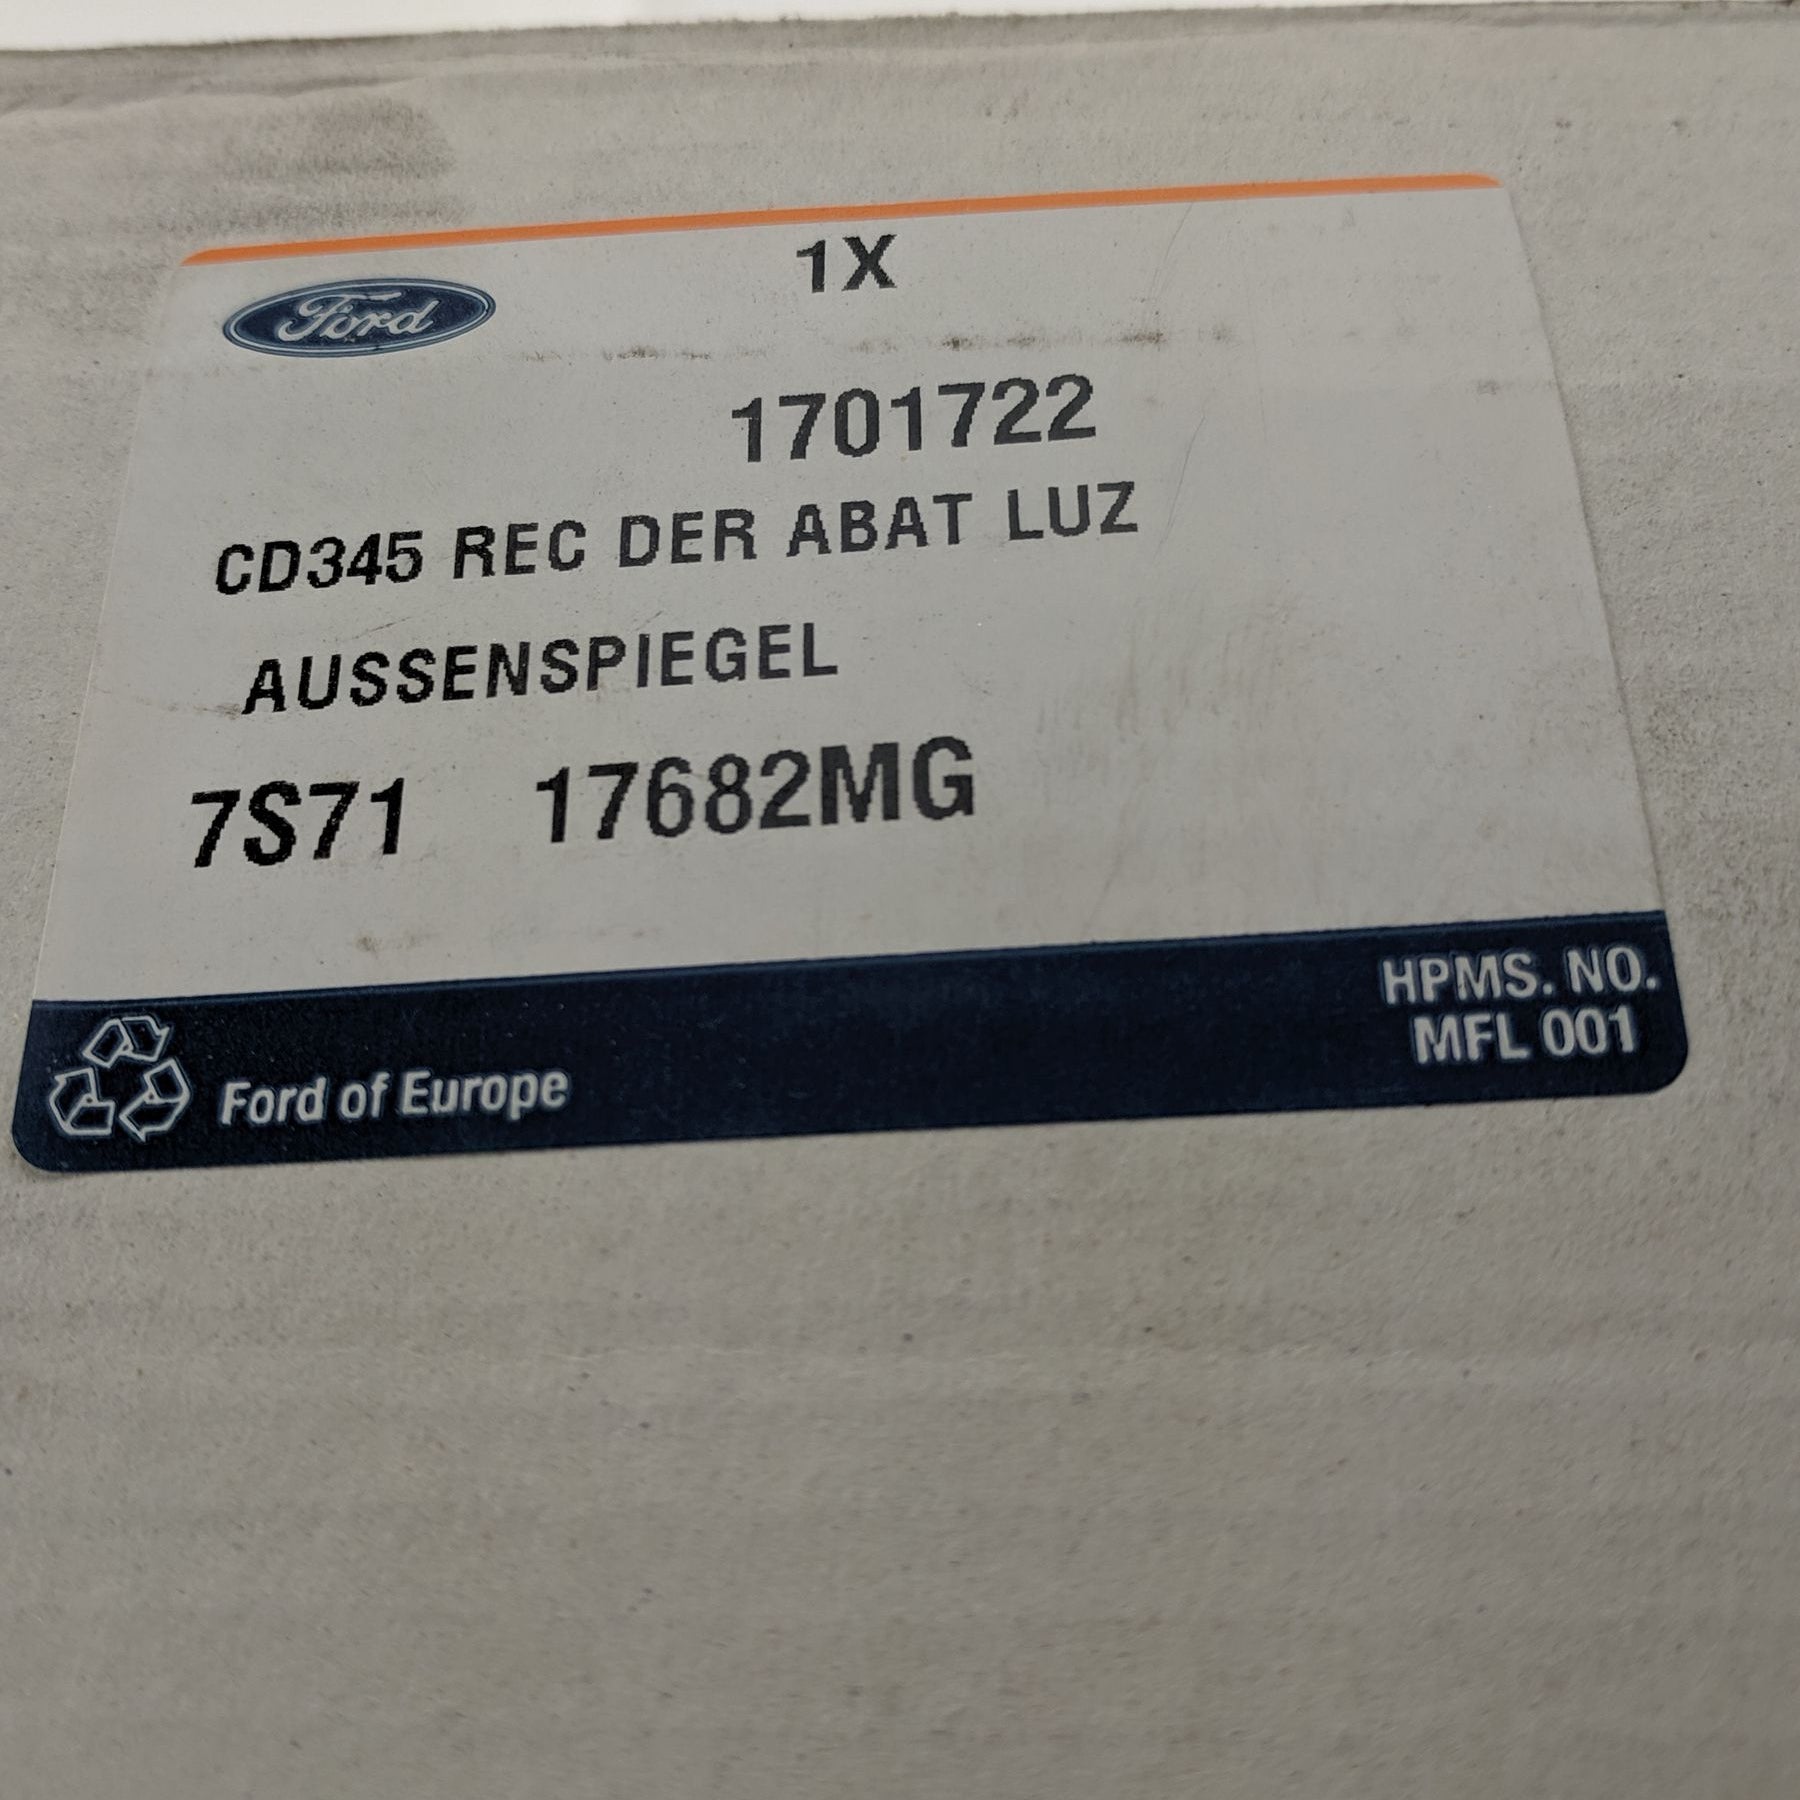 1X
Ford
1701722
CD345 REC DER ABAT LUZ
AUSSENSPIEGEL
7S71 17682MG
HPMS. NO.
MFL 001
Ford of Europe